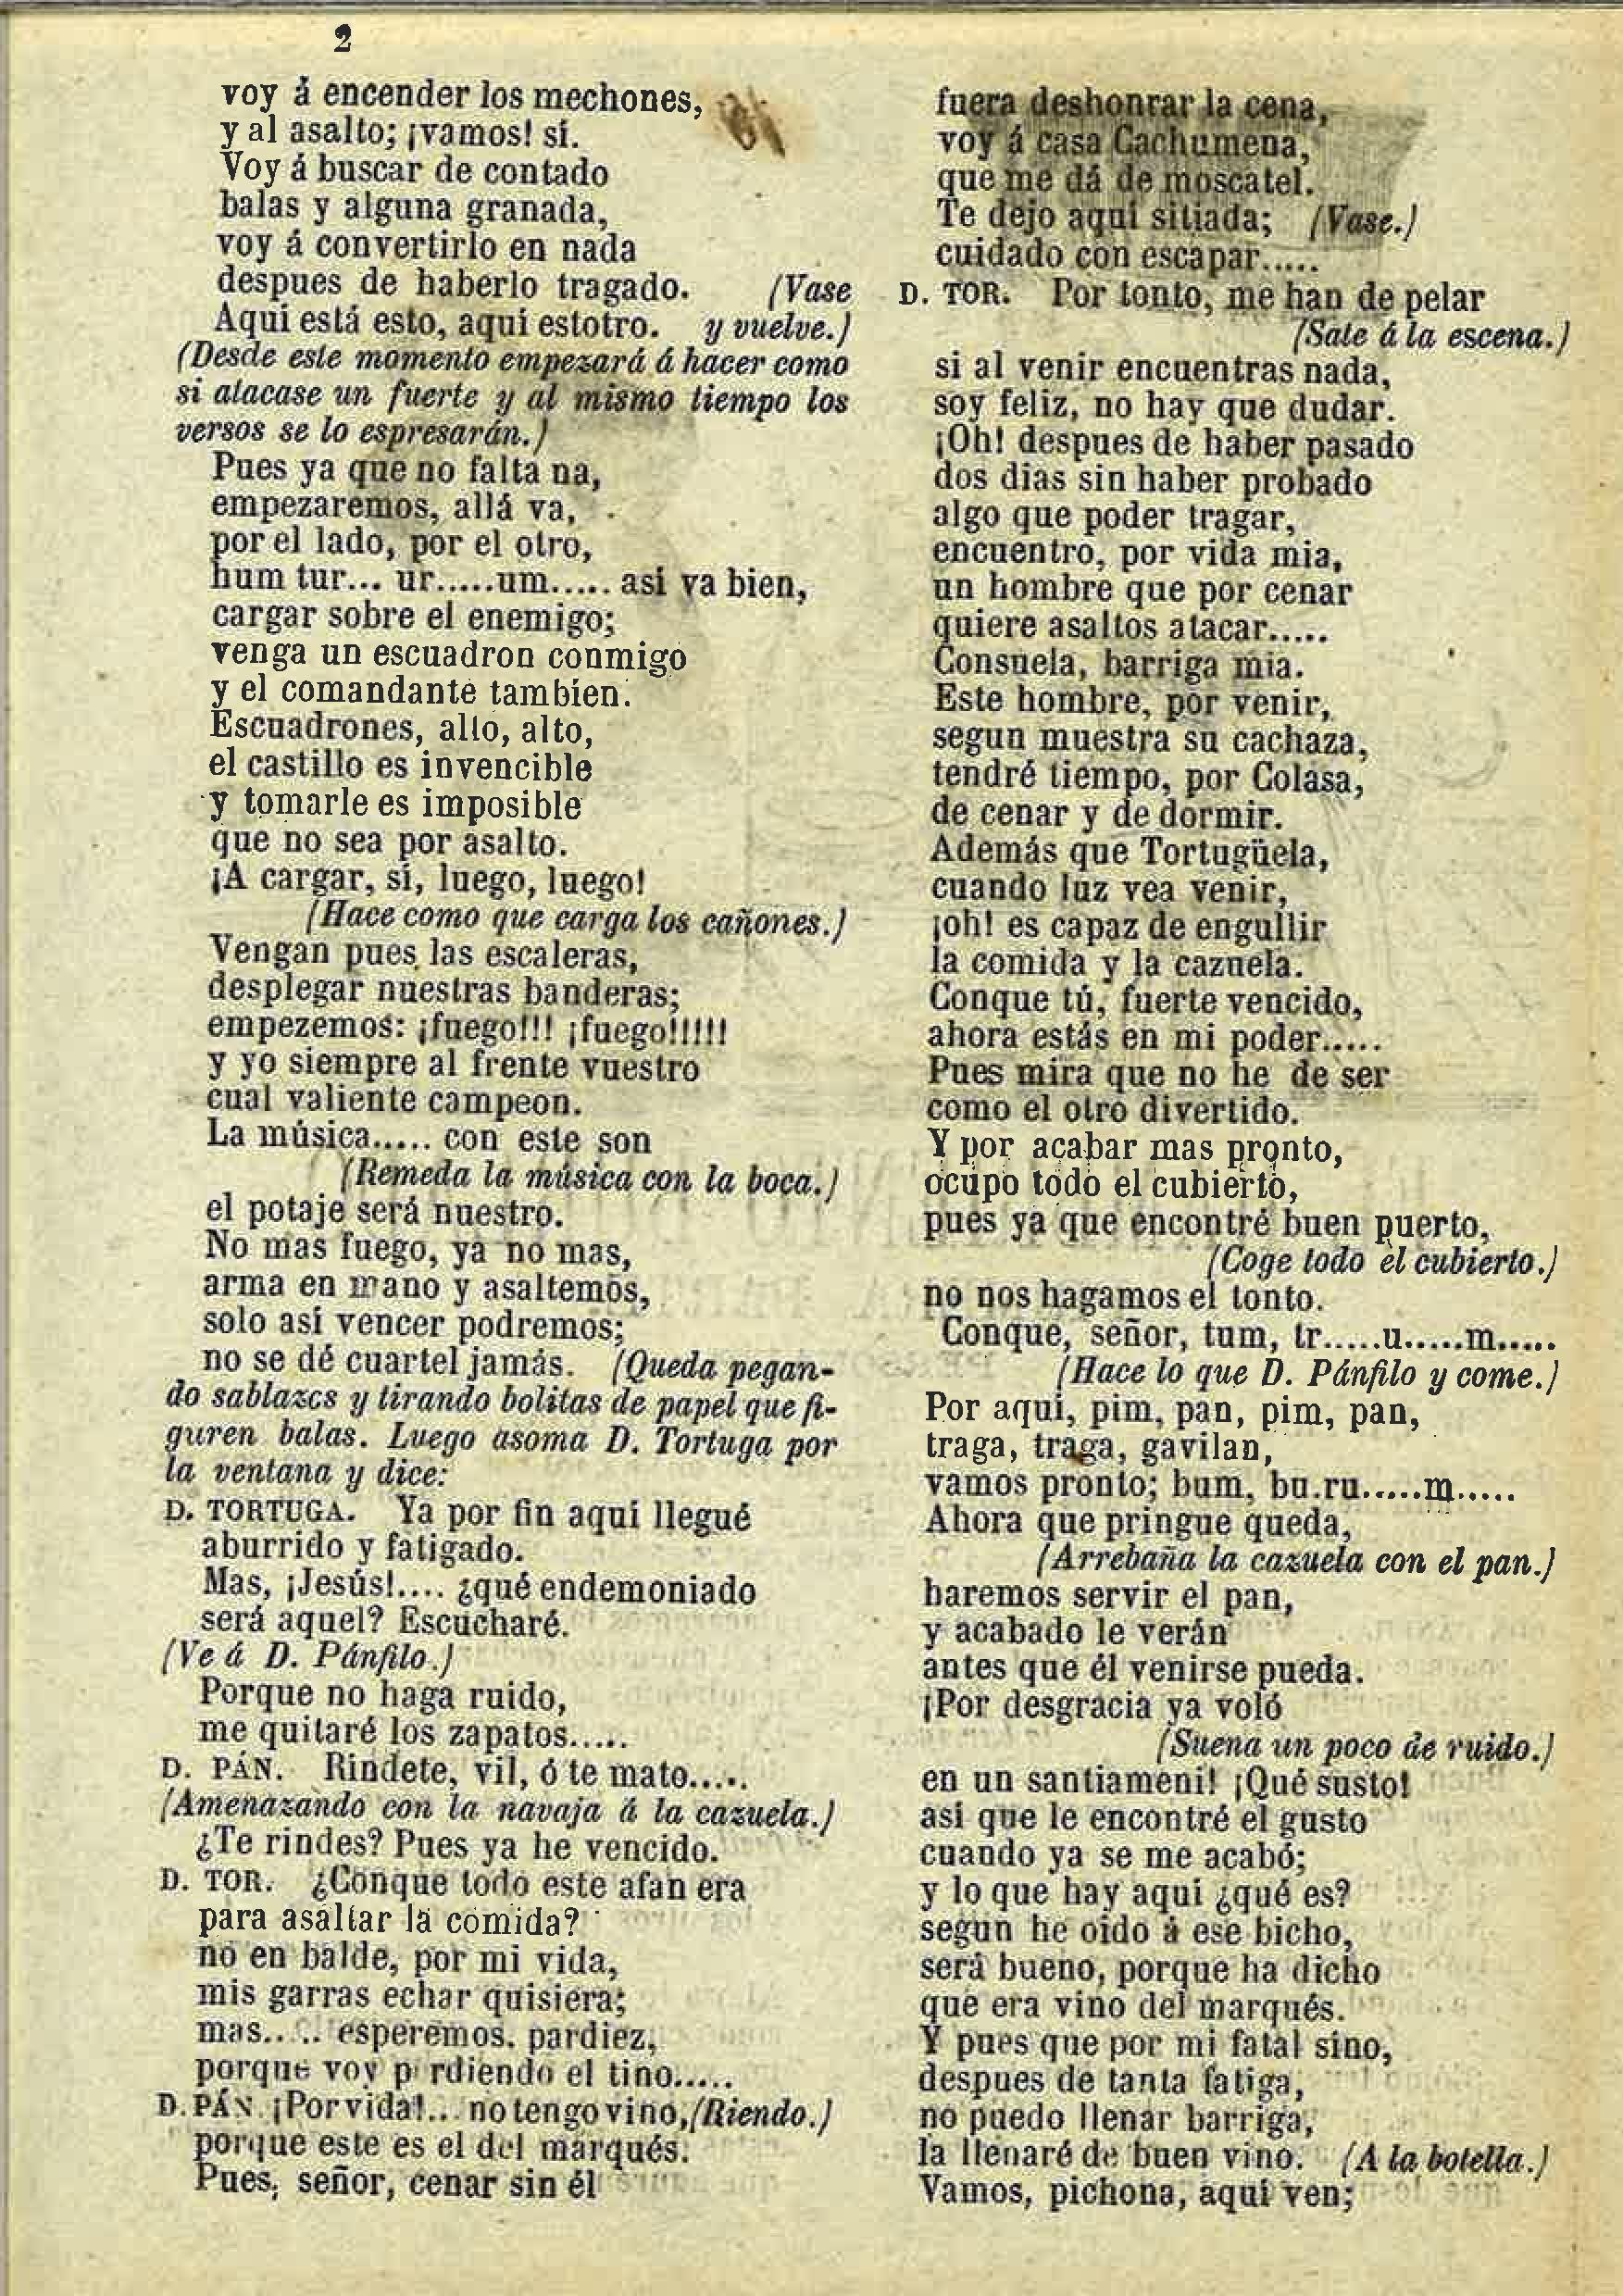 2
voy á encender los mechones,
y al asalto; ¡vamos! sí.
Voy á buscar de contado
balas y alguna granada,
voy á convertirlo en nada
despues de haberlo tragado. (Vase
Aquí está esto, aquí estotro. y vuelve.)
(Desde este momento empezará á hacer como
si atacase un fuerte y al mismo tiempo los
versos se lo espresarán.)
Pues ya que no falta na,
empezaremos, allá va,
por el lado, por el otro,
hum tur... ur.....um..... así va bien,
cargar sobre el enemigo;
venga un escuadron conmigo
y el comandante tambien.
Escuadrones, alto, alto,
el castillo es invencible
y tomarle es imposible
que no sea por asalto.
¡A cargar, sí, luego, luego!
(Hace como que carga los cañones.)
Vengan pues las escaleras,
desplegar nuestras banderas;
empezemos: ¡fuego!!! ¡fuego!!!!!
y yo siempre al frente vuestro
cual valiente campeon.
La música..... con este son
(Remeda la música con la boca.)
el potaje será nuestro.
No mas fuego, ya no mas,
arma en mano y asaltemos,
solo así vencer podremos;
no se dé cuartel jamás. (Queda pegan-
do sablazos y tirando bolitas de papel que fi-
guren balas. Luego asoma D. Tortuga por
la ventana y dice:
D. TORTUGA. Ya por fin aquí llegué
aburrido y fatigado.
Mas, ¡Jesús!.... ¿qué endemoniado
será aquel? Escucharé.
(Ve á D. Pánfilo.)
Porque no haga ruido,
me quitaré los zapatos.....
D. PÁN. Rindete, vil, ó te mato.....
(Amenazando con la navaja á la cazuela.)
¿Te rindes? Pues ya he vencido.
D. TOR. ¿Conque todo este afan era
para asaltar la comida?
no en balde, por mi vida,
mis garras echar quisiera;
mas..... esperemos. pardiez,
porque voy p rdiendo el tino.....
D. PÁN. ¡Por vida!... no tengo vino, (Riendo.)
porque este es el del marqués.
Pues, señor, cenar sin él
fuera deshonrar la cena,
voy á casa Cachumena,
que me dá de moscatel.
Te dejo aquí sitiada; (Vase.)
cuidado con escapar.....
D. TOR. Por tonto, me han de pelar
(Sale á la escena.)
si al venir encuentras nada,
soy feliz, no hay que dudar.
¡Oh! despues de haber pasado
dos dias sin haber probado
algo que poder tragar,
encuentro, por vida mia,
un hombre que por cenar
quiere asaltos atacar.....
Consuela, barriga mia.
Este hombre, por venir,
segun muestra su cachaza,
tendré tiempo, por Colasa,
de cenar y de dormir.
Además que Tortugüela,
cuando luz vea venir,
¡oh! es capaz de engullir
la comida y la cazuela.
Conque tú, fuerte vencido,
ahora estás en mi poder.....
Pues mira que no he de ser
como el otro divertido.
Y por acabar mas pronto,
ocupo todo el cubierto,
pues ya que encontré buen puerto,
(Coge todo el cubierto.)
no nos hagamos el tonto.
Conque, señor, tum, tr.....u.....m.....
(Hace lo que D. Pánfilo y come.)
Por aquí, pim, pan, pim, pan,
traga, traga, gavilan,
vamos pronto; bum, bu.ru.....m.....
Ahora que pringue queda,
(Arrebaña la cazuela con el pan.)
haremos servir el pan,
y acabado le verán
antes que él venirse pueda.
¡Por desgracia ya voló
(Suena un poco de ruido.)
en un santiameni! ¡Qué susto!
asi que le encontré el gusto
cuando ya se me acabó;
y lo que hay aqui ¿qué es?
segun he oido á ese bicho,
será bueno, porque ha dicho
que era vino del marqués.
Y pues que por mi fatal sino,
despues de tanta fatiga,
no puedo llenar barriga,
la llenaré de buen vino. (A la botella.)
Vamos, pichona, aquí ven;